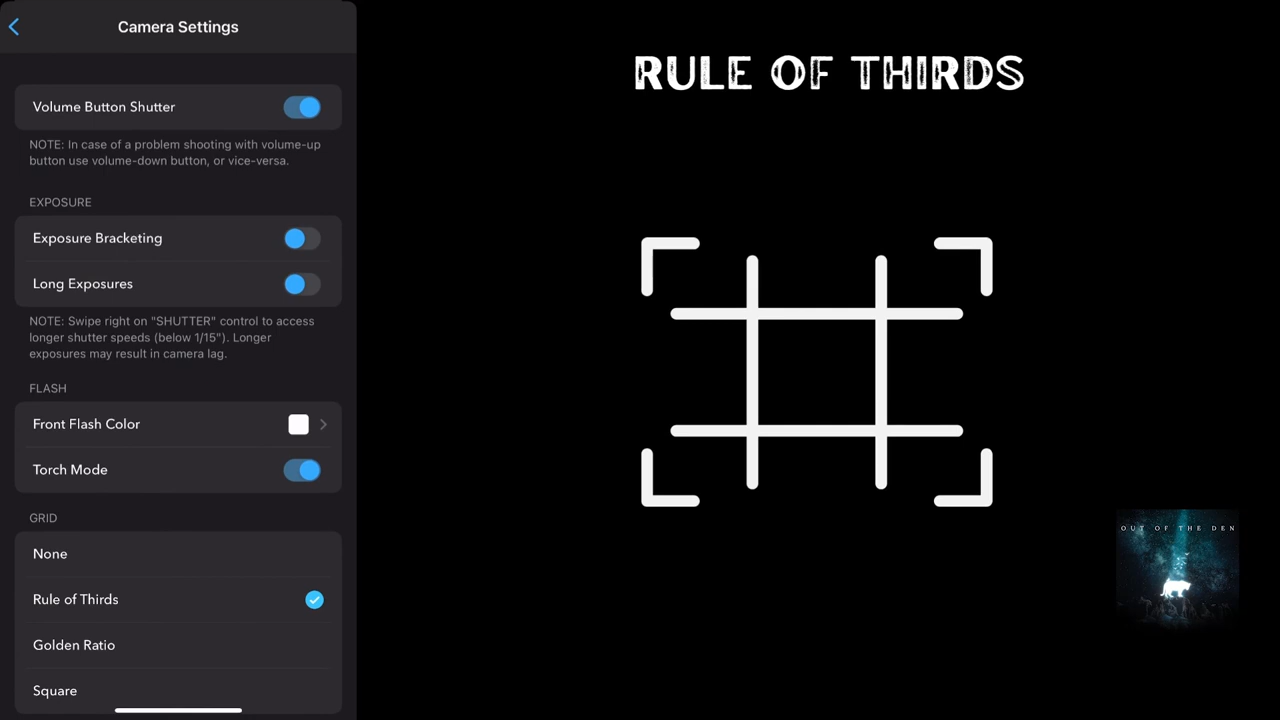 Camera Settings
Volume Button Shutter
NOTE: In case of a problem shooting with volume-up
button use volume-down button, or vice-versa.
EXPOSURE
Exposure Bracketing
Long Exposures
NOTE: Swipe right on "SHUTTER" control to access
longer shutter speeds (below 1/15"). Longer
exposures may result in camera lag.
FLASH
Front Flash Color
Torch Mode
GRID
None
Rule of Thirds
Golden Ratio
Square
RULE OF THIRDS
OUT OF THE DEN